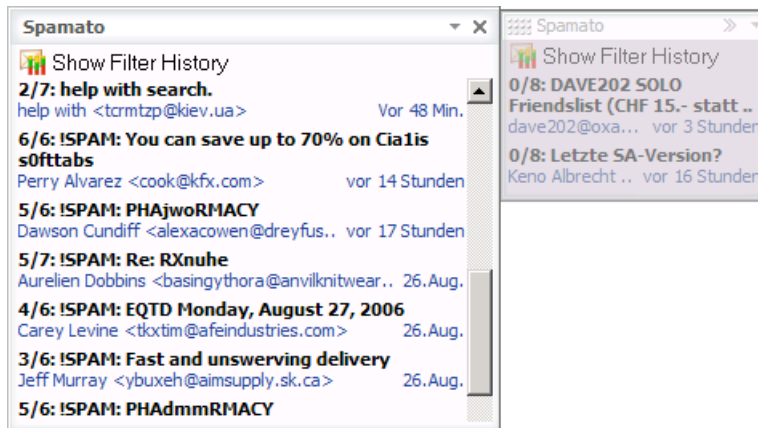 Spamato
Show Filter History
2/7: help with search.
help with <tcrmtzp@kiev.ua> Vor 48 Min.
6/6: !SPAM: You can save up to 70% on Cia1is
s0fttabs
Perry Alvarez <cook@kfx.com> vor 14 Stunden
5/6: !SPAM: PHAjwoRMACY
Dawson Cundiff <alexacowen@dreyfus.. vor 17 Stunden
5/7: !SPAM: Re: RXnuhe
Aurelien Dobbins <basingythora@anvilknitwear.. 26.Aug.
4/6: !SPAM: EQTD Monday, August 27, 2006
Carey Levine <tkxtim@afeindustries.com> 26.Aug.
3/6: !SPAM: Fast and unswerving delivery
Jeff Murray <ybuxeh@aimsupply.sk.ca> 26.Aug.
5/6: !SPAM: PHAdmmRMACY
Spamato
Show Filter History
0/8: DAVE202 SOLO
Friendslist (CHF 15.- statt ..
dave202@oxa... vor 3 Stunden
0/8: Letzte SA-Version?
Keno Albrecht .. vor 16 Stunden